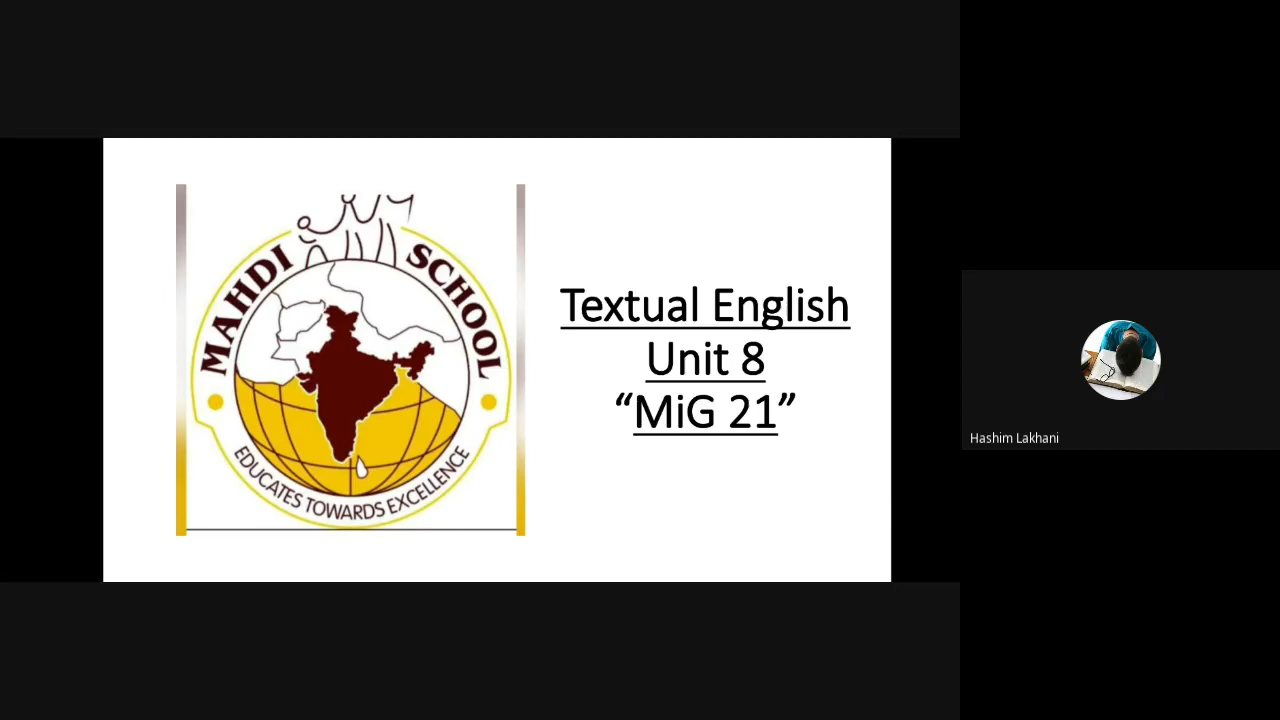 MAHDI SCHOOL
EDUCATES TOWARDS EXCELLENCE
Textual English
Unit 8
“MiG 21”
Hashim Lakhani